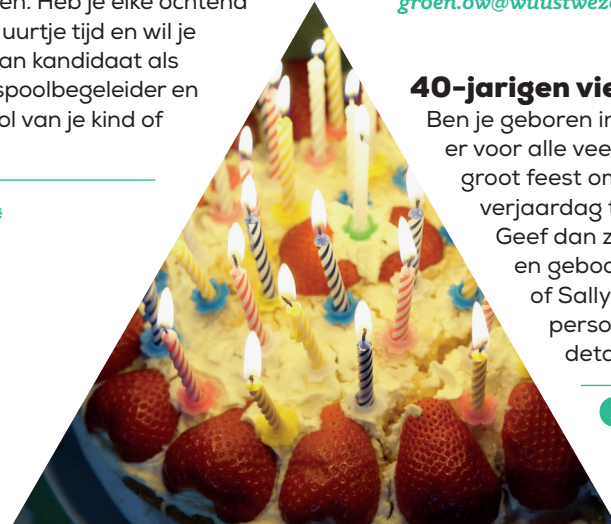 en. Heb je elke ochtend
uurtje tijd en wil je
an kandidaat als
spoolbegeleider en
ol van je kind of
groen.ow@wuustweze
40-jarigen vie
Ben je geboren in
er voor alle vee
groot feest om
verjaardag t
Geef dan z
en geboo
of Sally
perso
deta